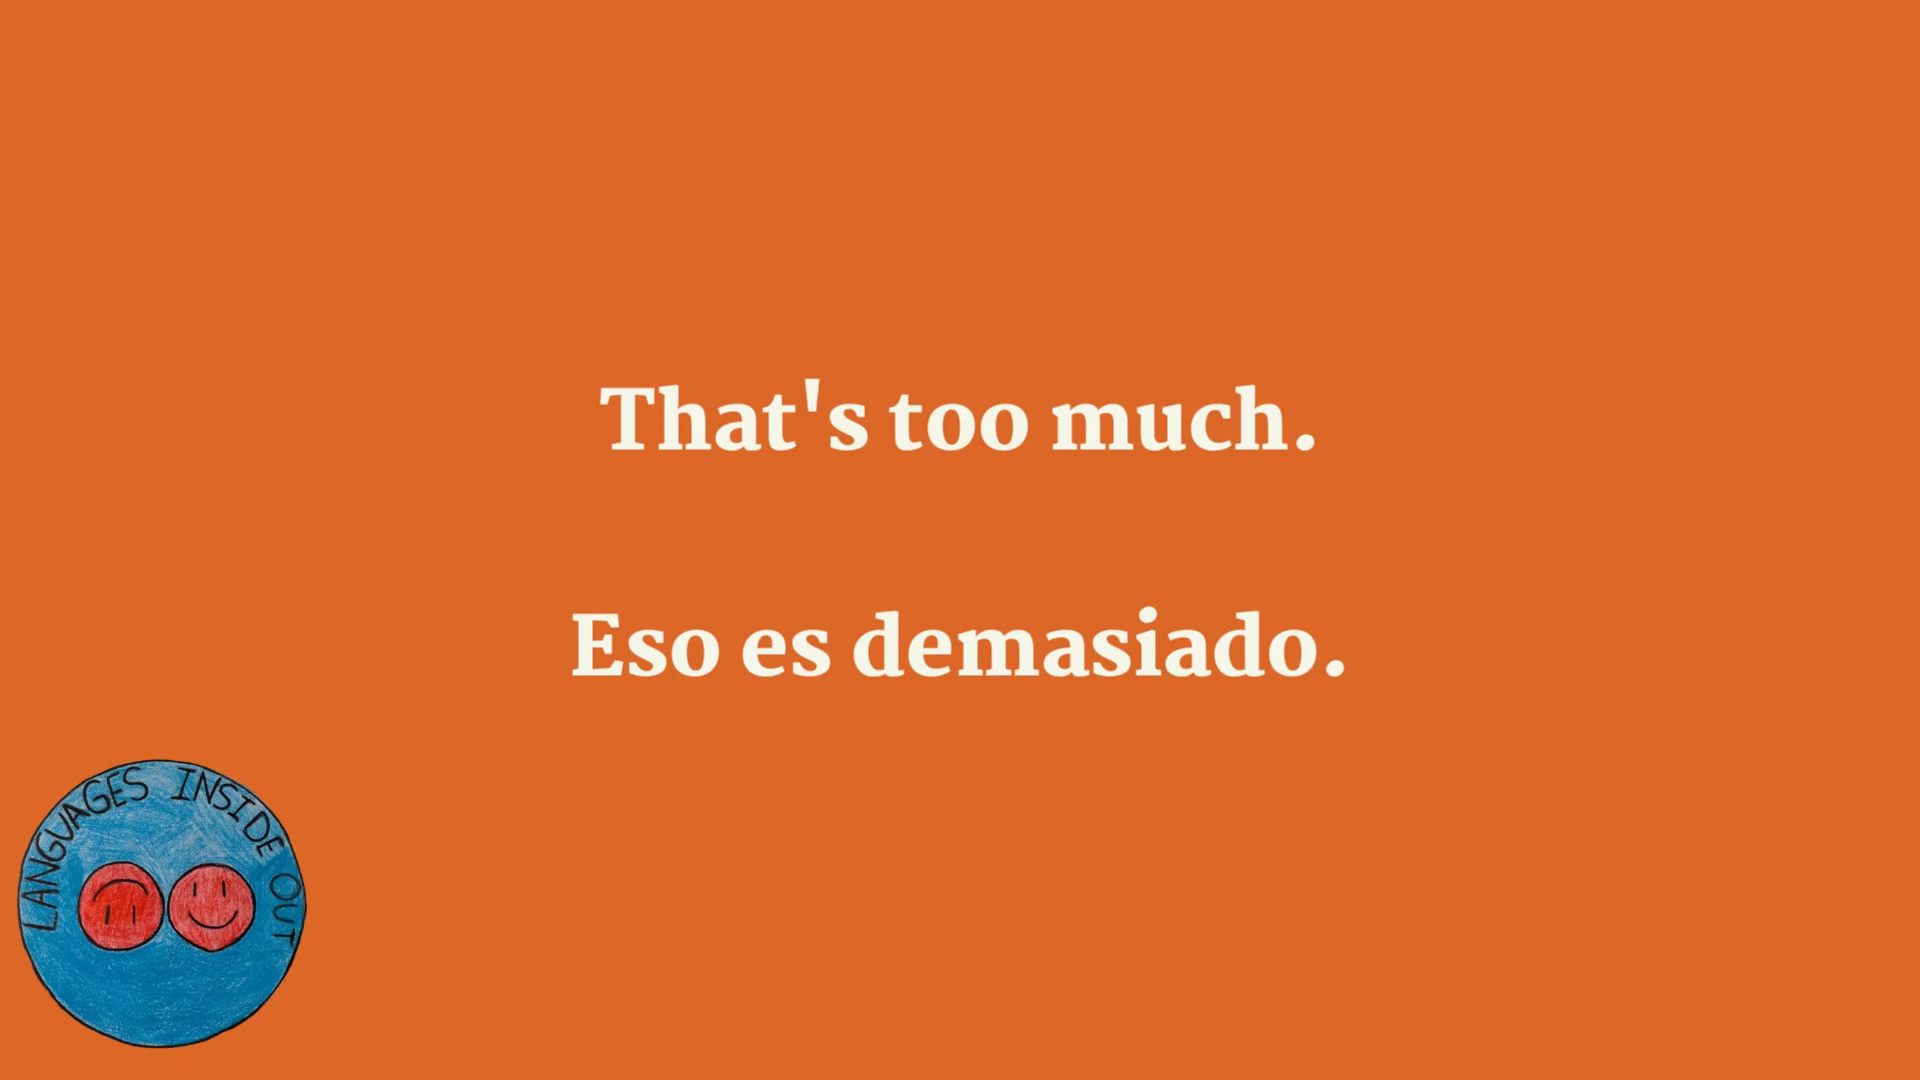 That's too much.
Eso es demasiado.
LANGUAGES INSIDE OUT